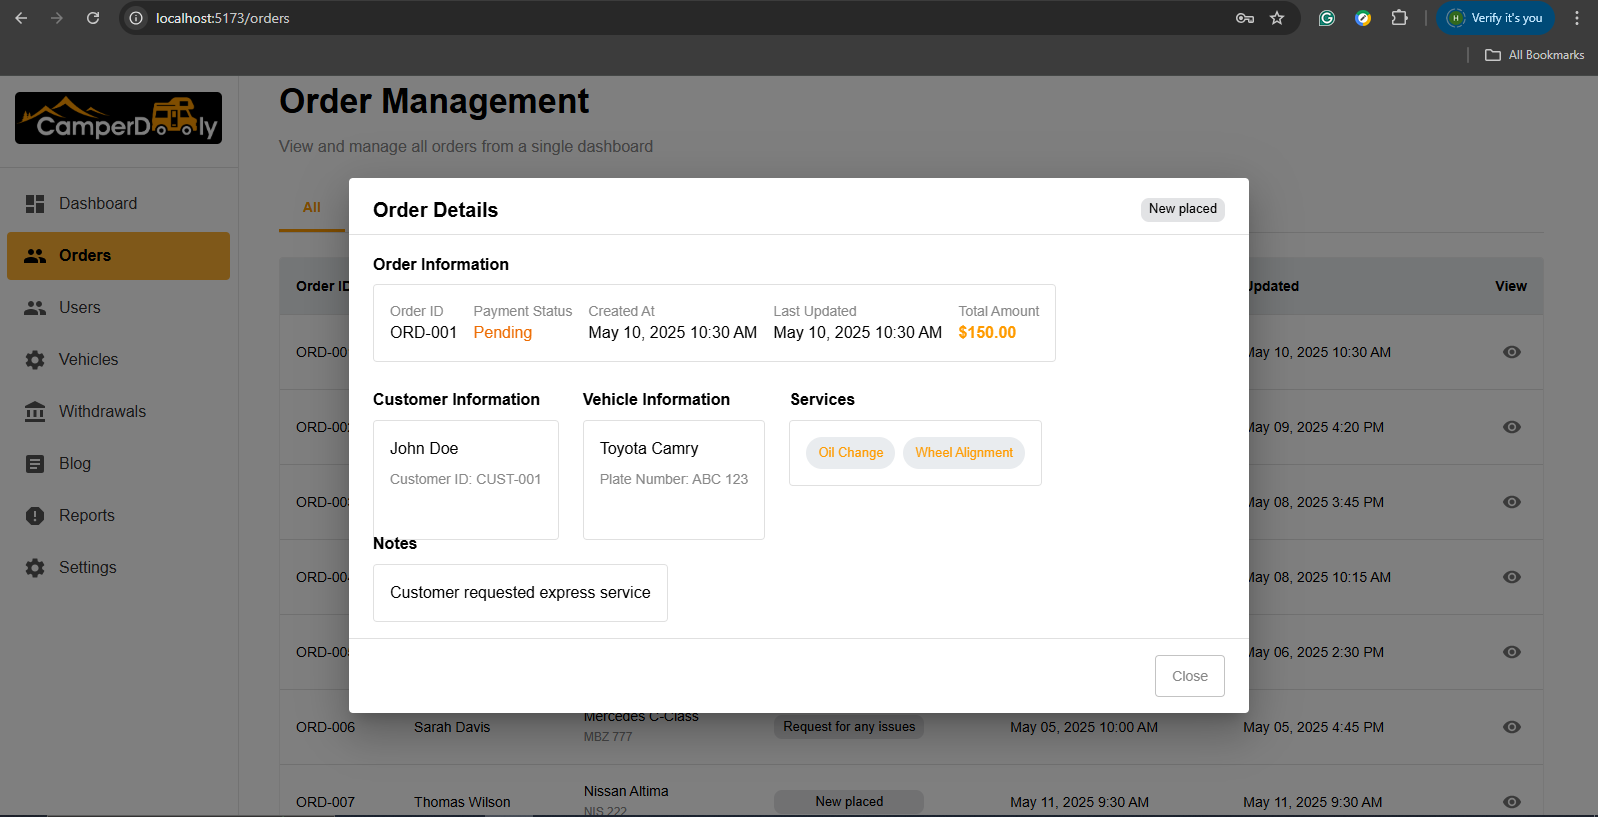 localhost:5173/orders
Verify it's you
All Bookmarks
CamperDooly
Order Management
View and manage all orders from a single dashboard
Dashboard
Orders
Users
Vehicles
Withdrawals
Blog
Reports
Settings
All
Order ID
Updated
View
Order Details
New placed
Order Information
Order ID
Payment Status
Created At
Last Updated
Total Amount
ORD-001
Pending
May 10, 2025 10:30 AM
May 10, 2025 10:30 AM
$150.00
Customer Information
Vehicle Information
Services
John Doe
Customer ID: CUST-001
Toyota Camry
Plate Number: ABC 123
Oil Change
Wheel Alignment
Notes
Customer requested express service
Close
ORD-00
May 10, 2025 10:30 AM
ORD-00
May 09, 2025 4:20 PM
ORD-00
May 08, 2025 3:45 PM
ORD-00
May 08, 2025 10:15 AM
ORD-00
May 06, 2025 2:30 PM
ORD-006
Sarah Davis
Mercedes C-Class
MBZ 777
Request for any issues
May 05, 2025 10:00 AM
May 05, 2025 4:45 PM
ORD-007
Thomas Wilson
Nissan Altima
NIS 222
New placed
May 11, 2025 9:30 AM
May 11, 2025 9:30 AM